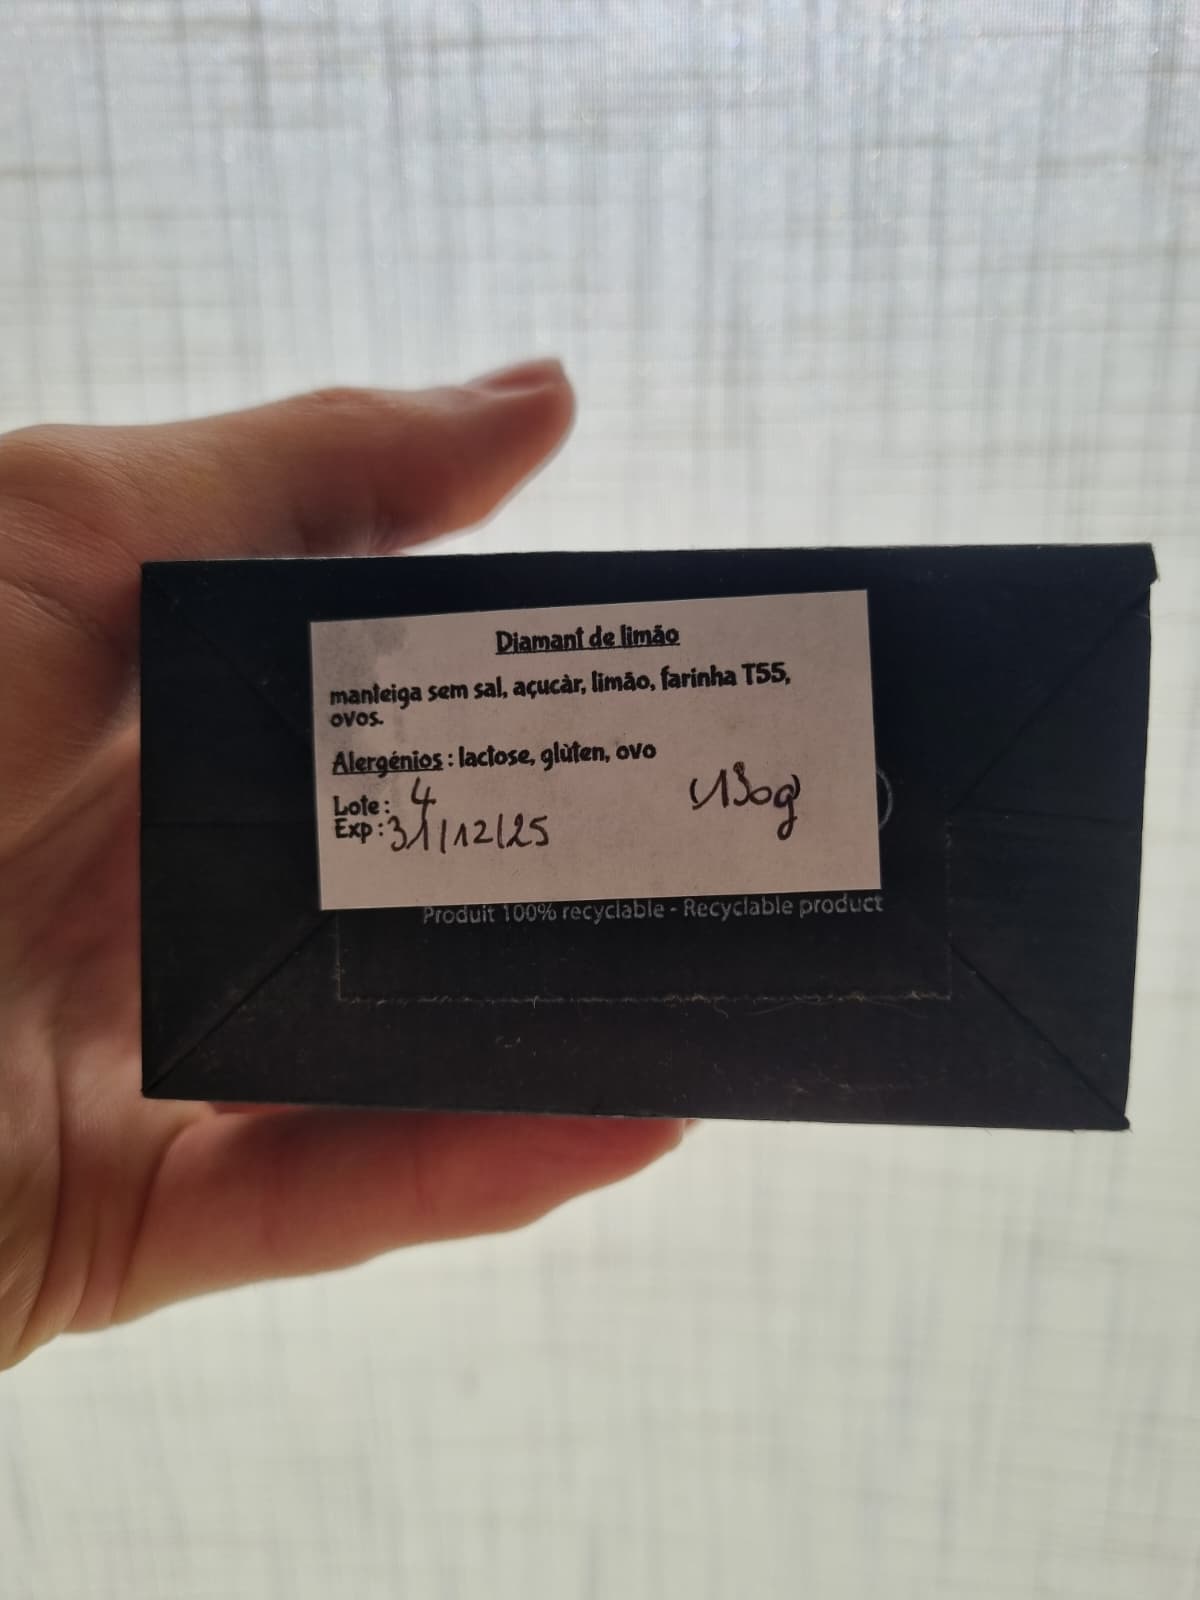 Diamant de limão
manteiga sem sal, açucàr, limão, farinha T55,
ovos.
Alergénios : lactose, glùten, ovo
Lote : 4
130g
Exp : 31/12/25
Produit 100% recyclable - Recyclable product